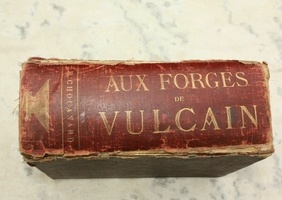 AUX FORGES
DE
VULCAIN